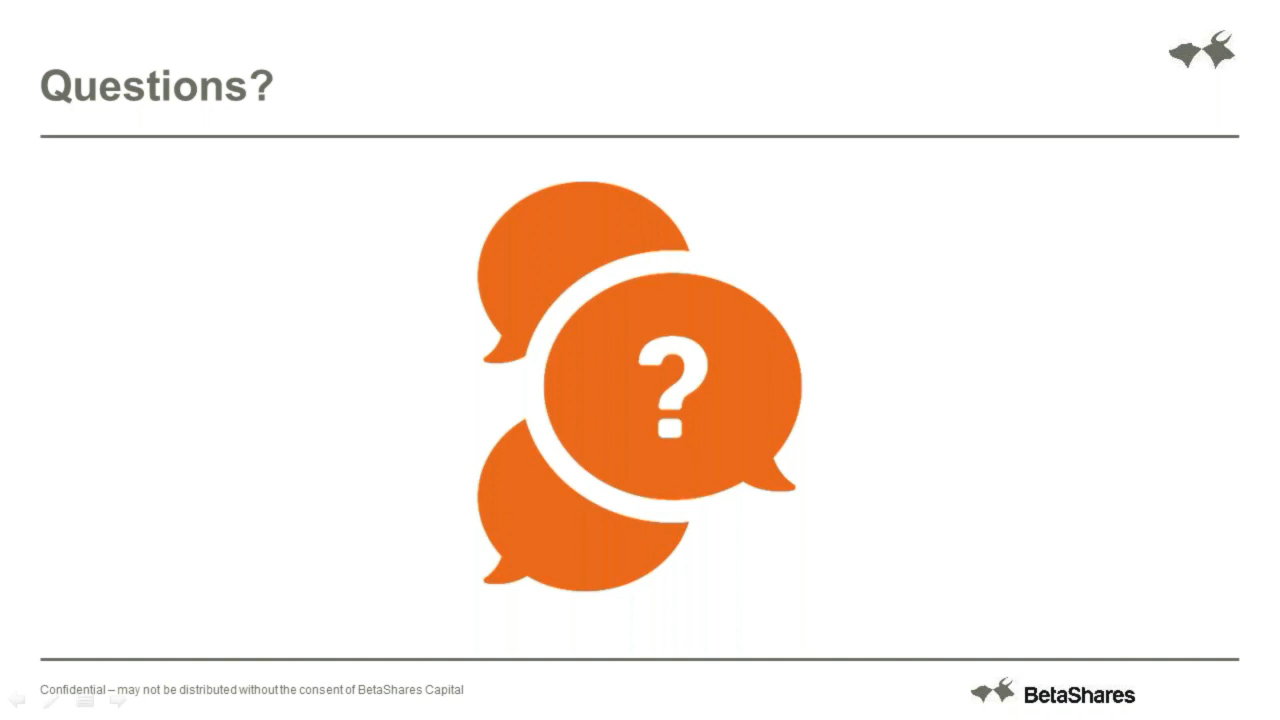 Questions?
?
Confidential – may not be distributed without the consent of BetaShares Capital
BetaShares